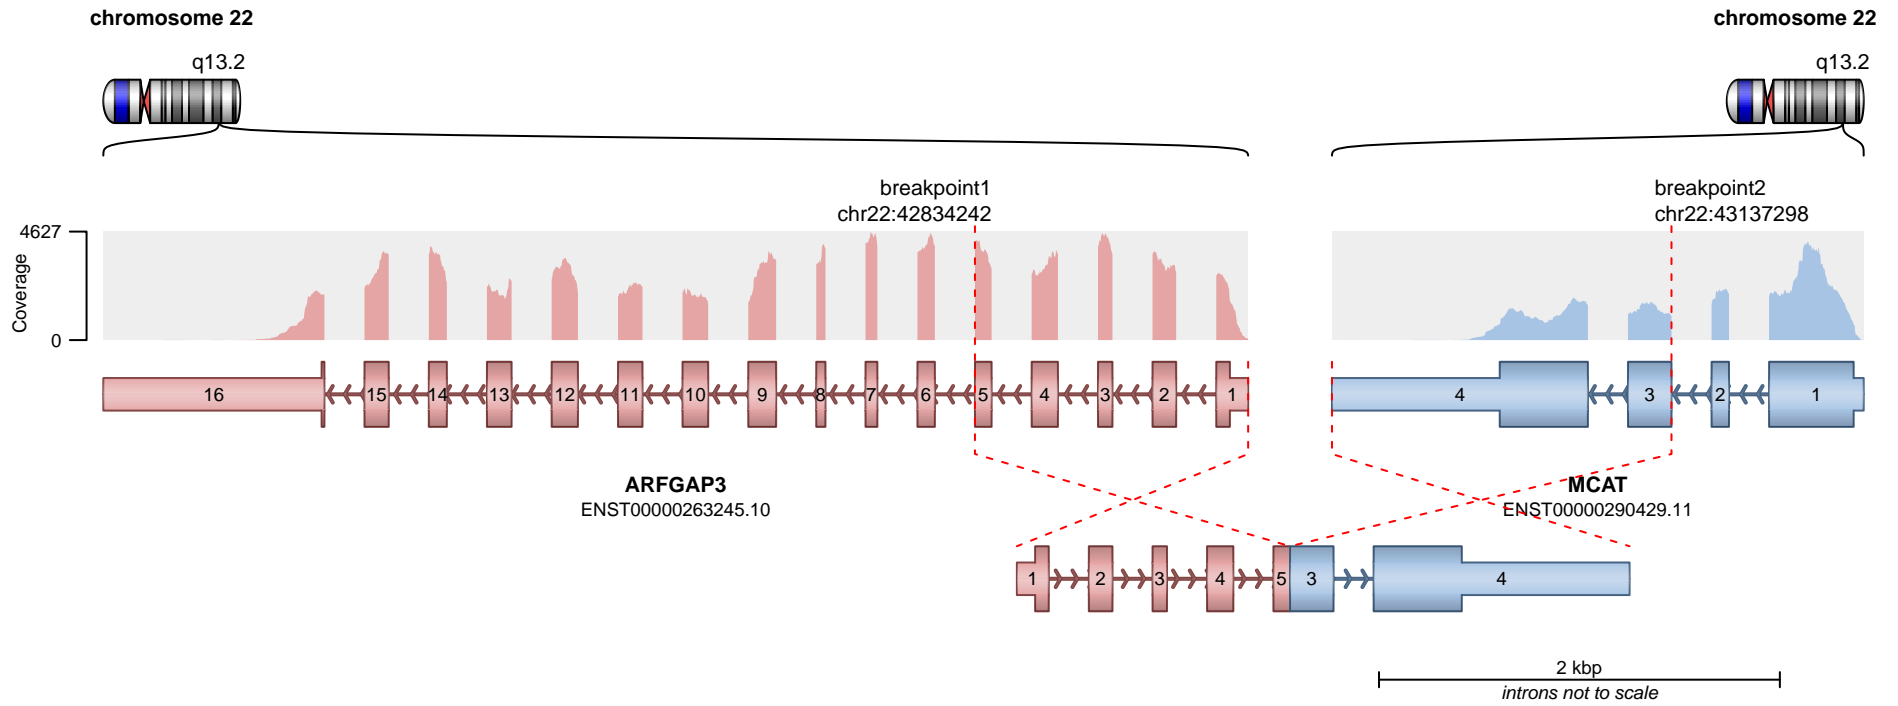 chromosome 22
chromosome 22
q13.2
q13.2
breakpoint1
chr22:42834242
breakpoint2
chr22:43137298
4627
Coverage
0
16 15 14 13 12 11 10 9 8 7 6 5 4 3 2 1
4 3 2 1
ARFGAP3
ENST00000263245.10
MCAT
ENST00000290429.11
1 2 3 4 5 3 4
2 kbp
introns not to scale